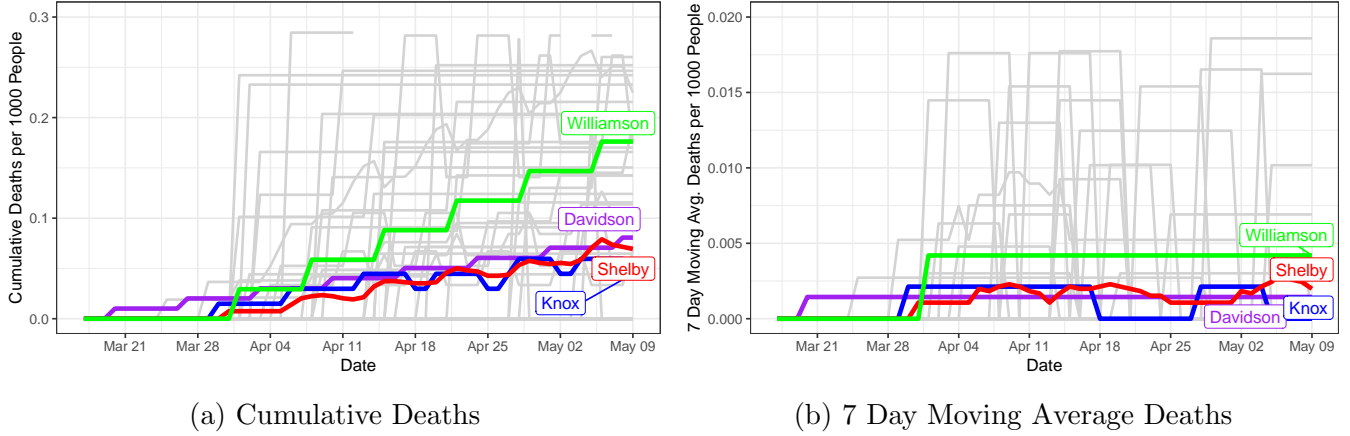 Cumulative Deaths per 1000 People
0.3
0.2
0.1
0.0
Williamson
Davidson
Shelby
Knox
Mar 21 Mar 28 Apr 04 Apr 11 Apr 18 Apr 25 May 02 May 09
Date
(a) Cumulative Deaths
7 Day Moving Avg. Deaths per 1000 People
0.020
0.015
0.010
0.005
0.000
Williamson
Shelby
Knox
Davidson
Mar 21 Mar 28 Apr 04 Apr 11 Apr 18 Apr 25 May 02 May 09
Date
(b) 7 Day Moving Average Deaths